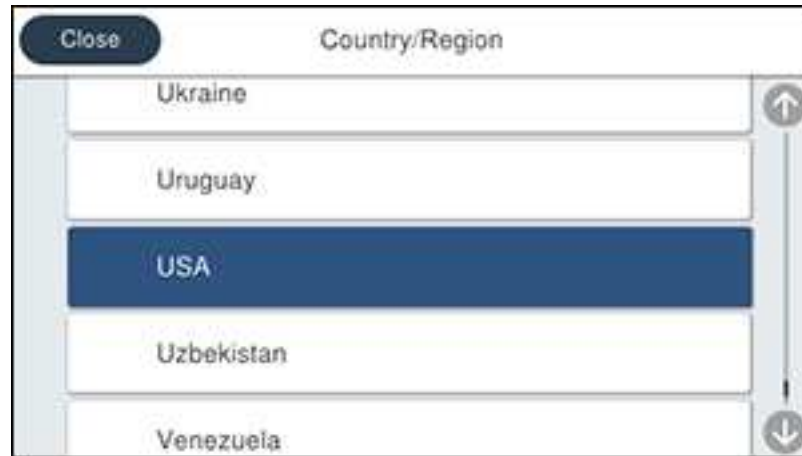 Close
Country/Region
Ukraine
Uruguay
USA
Uzbekistan
Venezuela